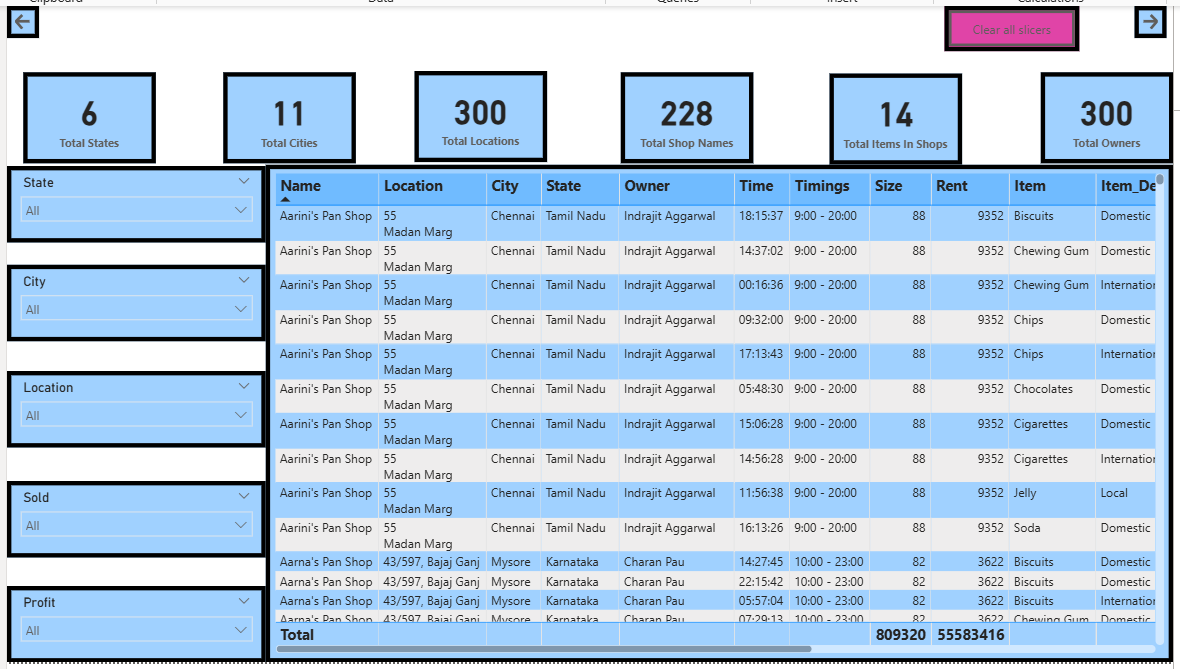 Clipboard Data Queries Insert Calculations
Clear all slicers
6 11 300 228 14 300
Total States Total Cities Total Locations Total Shop Names Total Items In Shops Total Owners
State
All
City
All
Location
All
Sold
All
Profit
All
Name Location City State Owner Time Timings Size Rent Item Item_De
Aarini's Pan Shop 55 Chennai Tamil Nadu Indrajit Aggarwal 18:15:37 9:00 - 20:00 88 9352 Biscuits Domestic
Madan Marg
Aarini's Pan Shop 55 Chennai Tamil Nadu Indrajit Aggarwal 14:37:02 9:00 - 20:00 88 9352 Chewing Gum Domestic
Madan Marg
Aarini's Pan Shop 55 Chennai Tamil Nadu Indrajit Aggarwal 00:16:36 9:00 - 20:00 88 9352 Chewing Gum Internation
Madan Marg
Aarini's Pan Shop 55 Chennai Tamil Nadu Indrajit Aggarwal 09:32:00 9:00 - 20:00 88 9352 Chips Domestic
Madan Marg
Aarini's Pan Shop 55 Chennai Tamil Nadu Indrajit Aggarwal 17:13:43 9:00 - 20:00 88 9352 Chips Internation
Madan Marg
Aarini's Pan Shop 55 Chennai Tamil Nadu Indrajit Aggarwal 05:48:30 9:00 - 20:00 88 9352 Chocolates Domestic
Madan Marg
Aarini's Pan Shop 55 Chennai Tamil Nadu Indrajit Aggarwal 15:06:28 9:00 - 20:00 88 9352 Cigarettes Domestic
Madan Marg
Aarini's Pan Shop 55 Chennai Tamil Nadu Indrajit Aggarwal 14:56:28 9:00 - 20:00 88 9352 Cigarettes Internation
Madan Marg
Aarini's Pan Shop 55 Chennai Tamil Nadu Indrajit Aggarwal 11:56:38 9:00 - 20:00 88 9352 Jelly Local
Madan Marg
Aarini's Pan Shop 55 Chennai Tamil Nadu Indrajit Aggarwal 16:13:26 9:00 - 20:00 88 9352 Soda Domestic
Madan Marg
Aarna's Pan Shop 43/597, Bajaj Ganj Mysore Karnataka Charan Pau 14:27:45 10:00 - 23:00 82 3622 Biscuits Domestic
Aarna's Pan Shop 43/597, Bajaj Ganj Mysore Karnataka Charan Pau 22:15:42 10:00 - 23:00 82 3622 Biscuits Domestic
Aarna's Pan Shop 43/597, Bajaj Ganj Mysore Karnataka Charan Pau 05:57:04 10:00 - 23:00 82 3622 Biscuits Internation
Aarna's Pan Shop 43/597, Bajaj Ganj Mysore Karnataka Charan Pau 07:29:13 10:00 - 23:00 82 3622 Chewing Gum Domestic
Total 809320 55583416